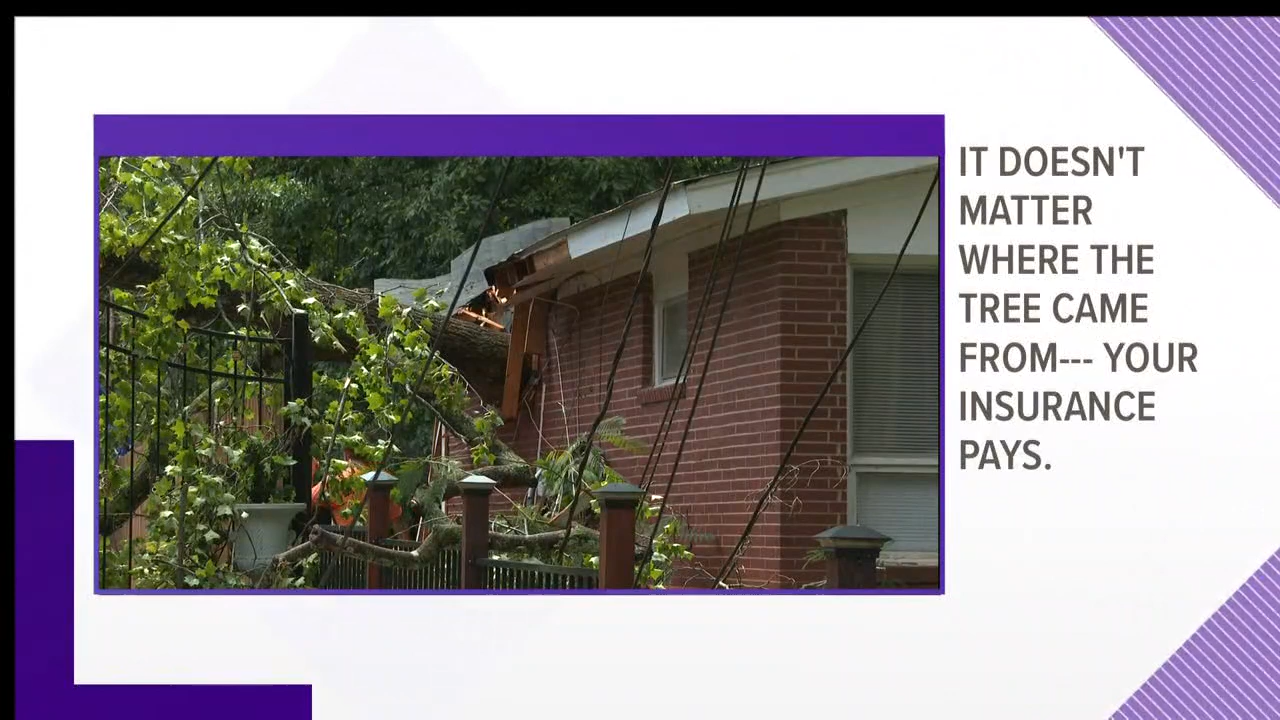 IT DOESN'T
MATTER
WHERE THE
TREE CAME
FROM--- YOUR
INSURANCE
PAYS.